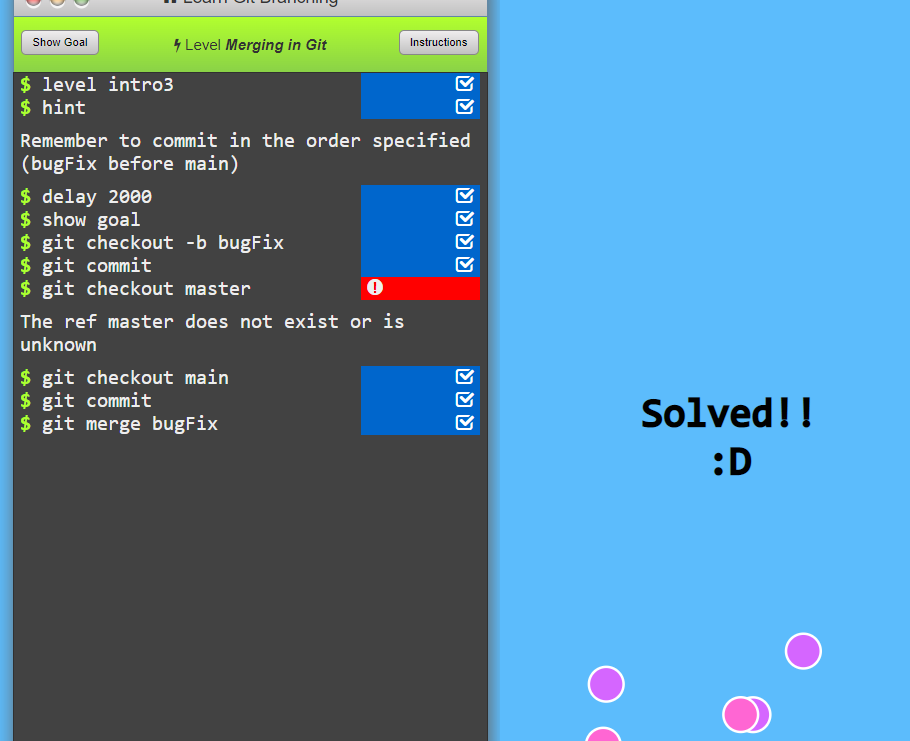 Learn Git Branching
Show Goal
Level Merging in Git
Instructions
$ level intro3
$ hint
Remember to commit in the order specified
(bugFix before main)
$ delay 2000
$ show goal
$ git checkout -b bugFix
$ git commit
$ git checkout master
The ref master does not exist or is
unknown
$ git checkout main
$ git commit
$ git merge bugFix
Solved!!
:D